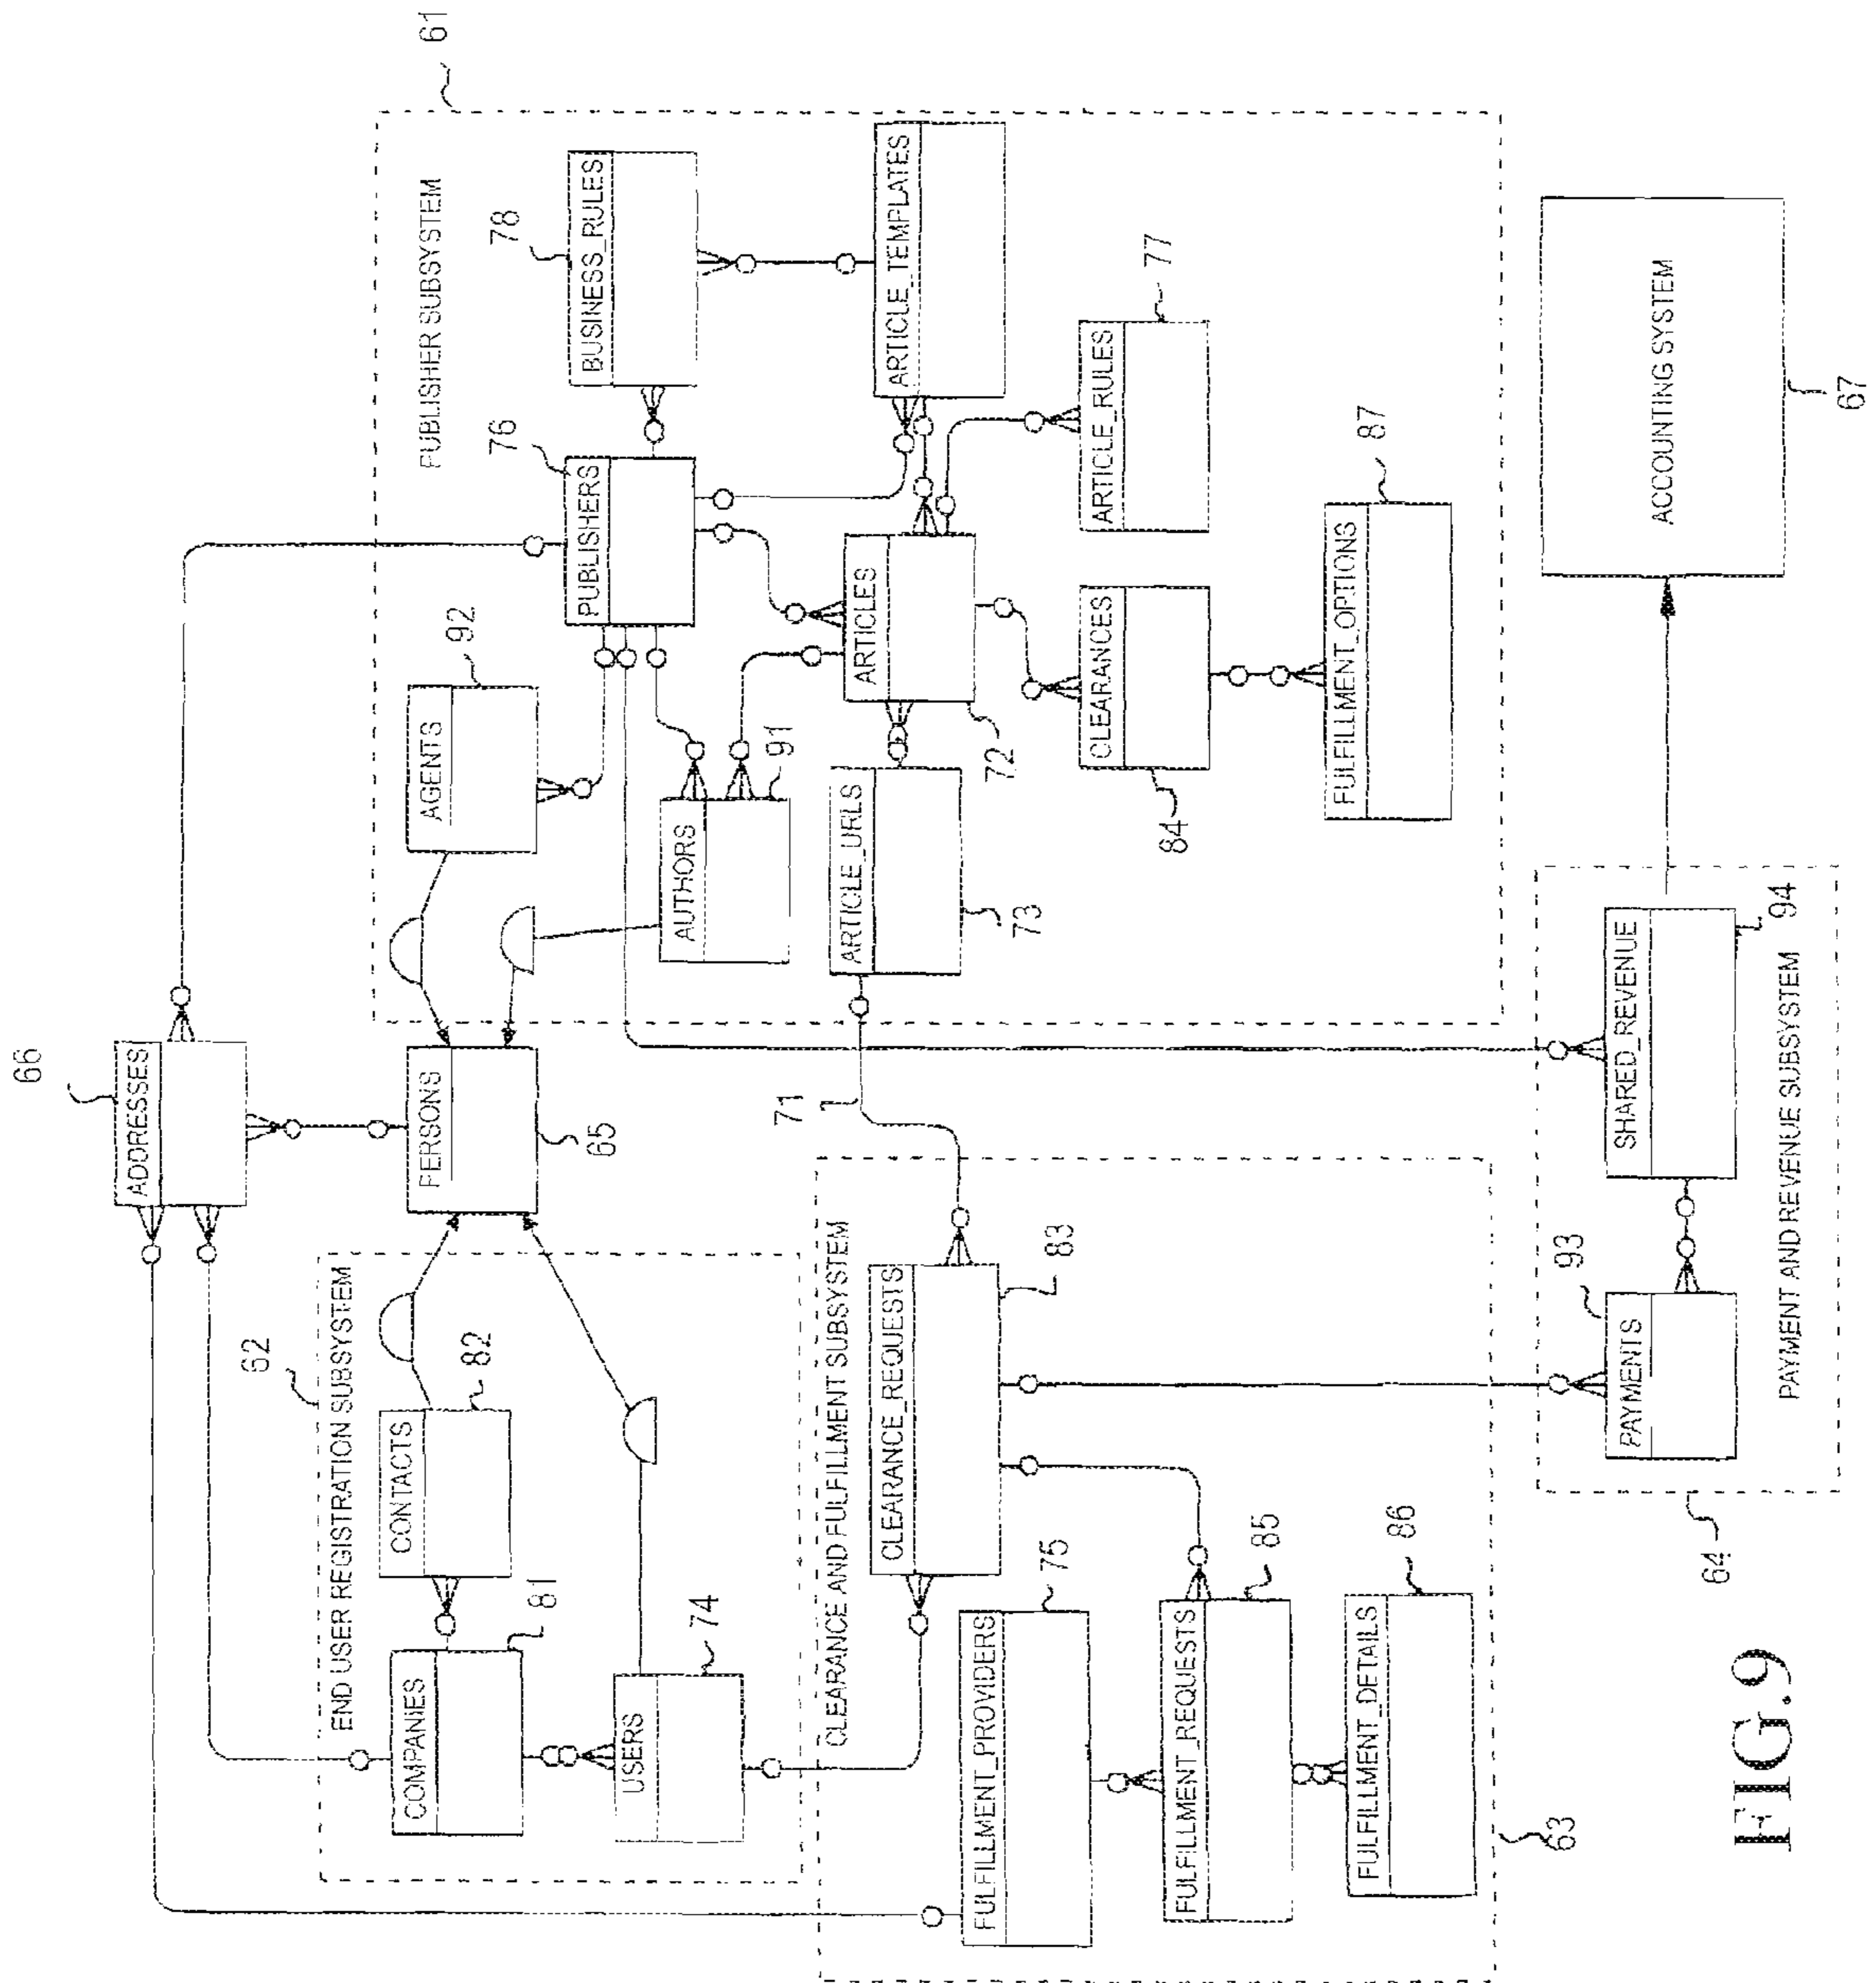 66
ADDRESSES
61
PUBLISHER SUBSYSTEM
62
END USER REGISTRATION SUBSYSTEM
COMPANIES
81
CONTACTS
82
PERSONS
65
AGENTS
92
USERS
74
AUTHORS
91
PUBLISHERS
76
BUSINESS_RULES
78
CLEARANCE AND FULFILLMENT SUBSYSTEM
CLEARANCE_REQUESTS
83
71
ARTICLE_URLS
73
ARTICLES
72
ARTICLE_TEMPLATES
FULFILLMENT_PROVIDERS
75
CLEARANCES
84
ARTICLE_RULES
77
FULFILLMENT_REQUESTS
85
FULFILLMENT_DETAILS
86
FULFILLMENT_OPTIONS
87
63
PAYMENTS
93
SHARED_REVENUE
94
PAYMENT AND REVENUE SUBSYSTEM
64
ACCOUNTING SYSTEM
67
FIG.9